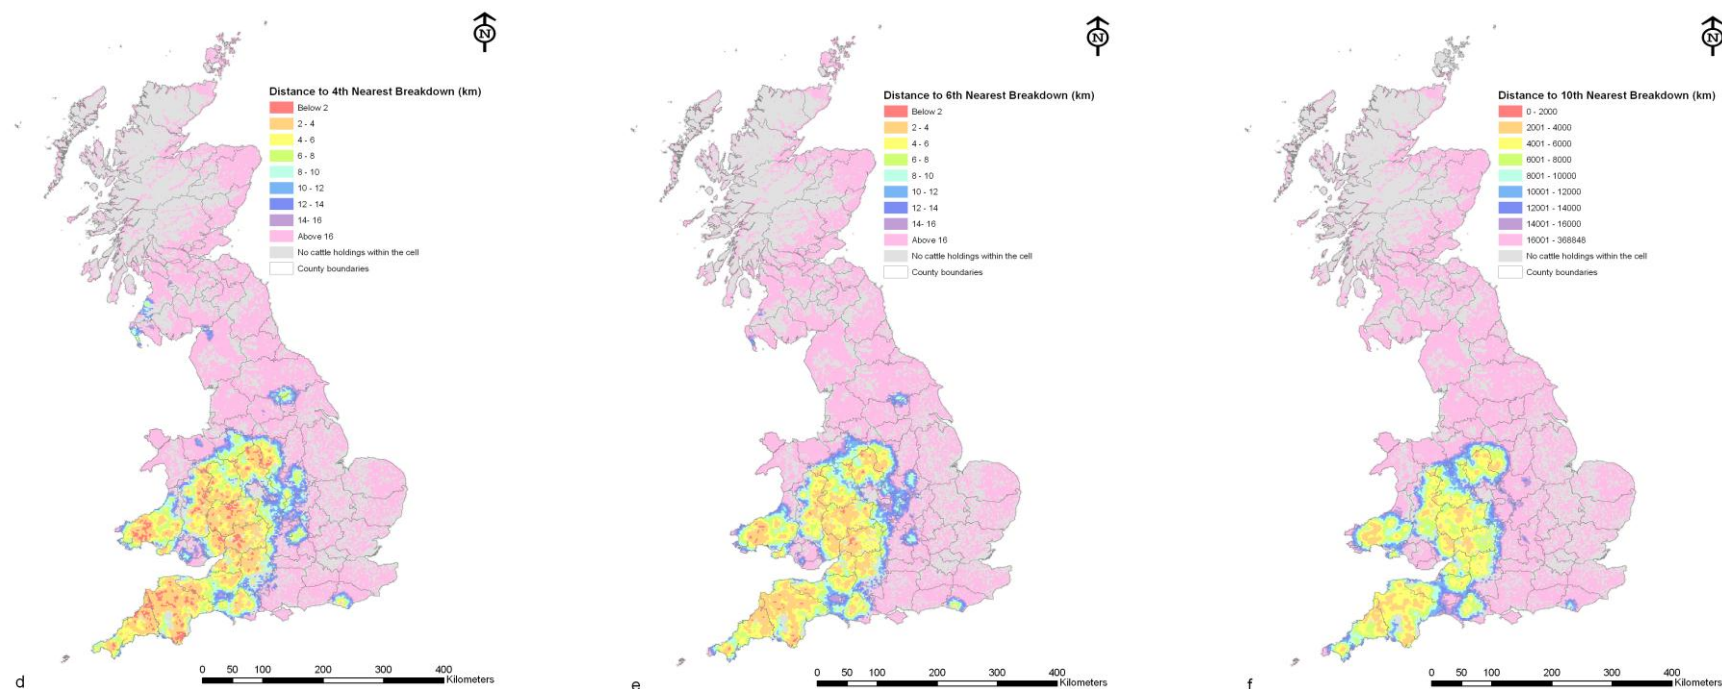 N
Distance to 4th Nearest Breakdown (km)
Below 2
2 - 4
4 - 6
6 - 8
8 - 10
10 - 12
12 - 14
14- 16
Above 16
No cattle holdings within the cell
County boundaries
0 50 100 200 300 400
Kilometers
d
N
Distance to 6th Nearest Breakdown (km)
Below 2
2 - 4
4 - 6
6 - 8
8 - 10
10 - 12
12 - 14
14- 16
Above 16
No cattle holdings within the cell
County boundaries
0 50 100 200 300 400
Kilometers
e
N
Distance to 10th Nearest Breakdown (km)
0 - 2000
2001 - 4000
4001 - 6000
6001 - 8000
8001 - 10000
10001 - 12000
12001 - 14000
14001 - 16000
16001 - 368848
No cattle holdings within the cell
County boundaries
0 50 100 200 300 400
Kilometers
f